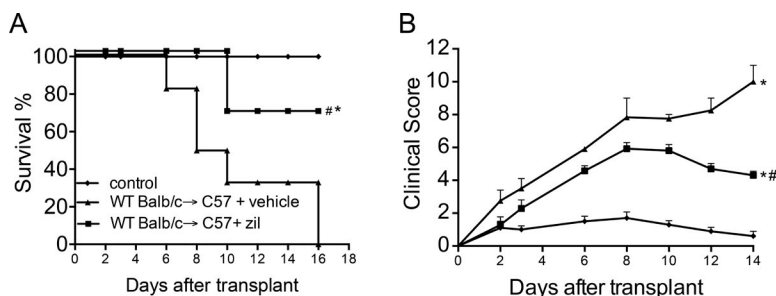 A
Survival %
100
80
60
40
20
0
control
WT Balb/c→ C57 + vehicle
WT Balb/c→ C57+ zil
#*
0 2 4 6 8 10 12 14 16 18
Days after transplant
B
Clinical Score
12
10
8
6
4
2
0
*
*#
0 2 4 6 8 10 12 14
Days after transplant